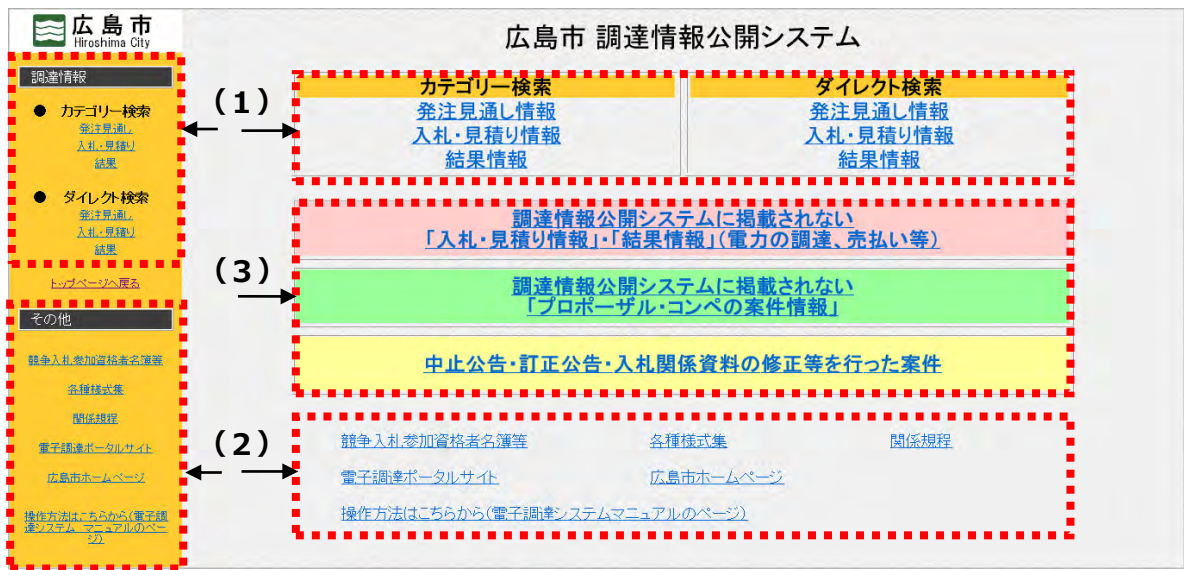 広島市
Hiroshima City
調達情報
● カテゴリー検索
発注見通し
入札・見積り
結果
● ダイレクト検索
発注見通し
入札・見積り
結果
トップページへ戻る
その他
競争入札参加資格者名簿等
各種様式集
関係規程
電子調達ポータルサイト
広島市ホームページ
操作方法はこちらから(電子調
達システム マニュアルのペー
ジ)
広島市 調達情報公開システム
(1)
カテゴリー検索
発注見通し情報
入札・見積り情報
結果情報
ダイレクト検索
発注見通し情報
入札・見積り情報
結果情報
(3)
調達情報公開システムに掲載されない
「入札・見積り情報」・「結果情報」(電力の調達、売払い等)
調達情報公開システムに掲載されない
「プロポーザル・コンペの案件情報」
中止公告・訂正公告・入札関係資料の修正等を行った案件
(2)
競争入札参加資格者名簿等 各種様式集 関係規程
電子調達ポータルサイト 広島市ホームページ
操作方法はこちらから(電子調達システムマニュアルのページ)